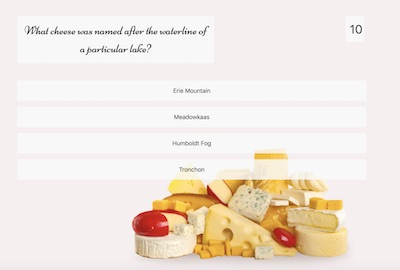 What cheese was named after the waterline of
a particular lake?
10
Erie Mountain
Meadowkaas
Humboldt Fog
Tronchon